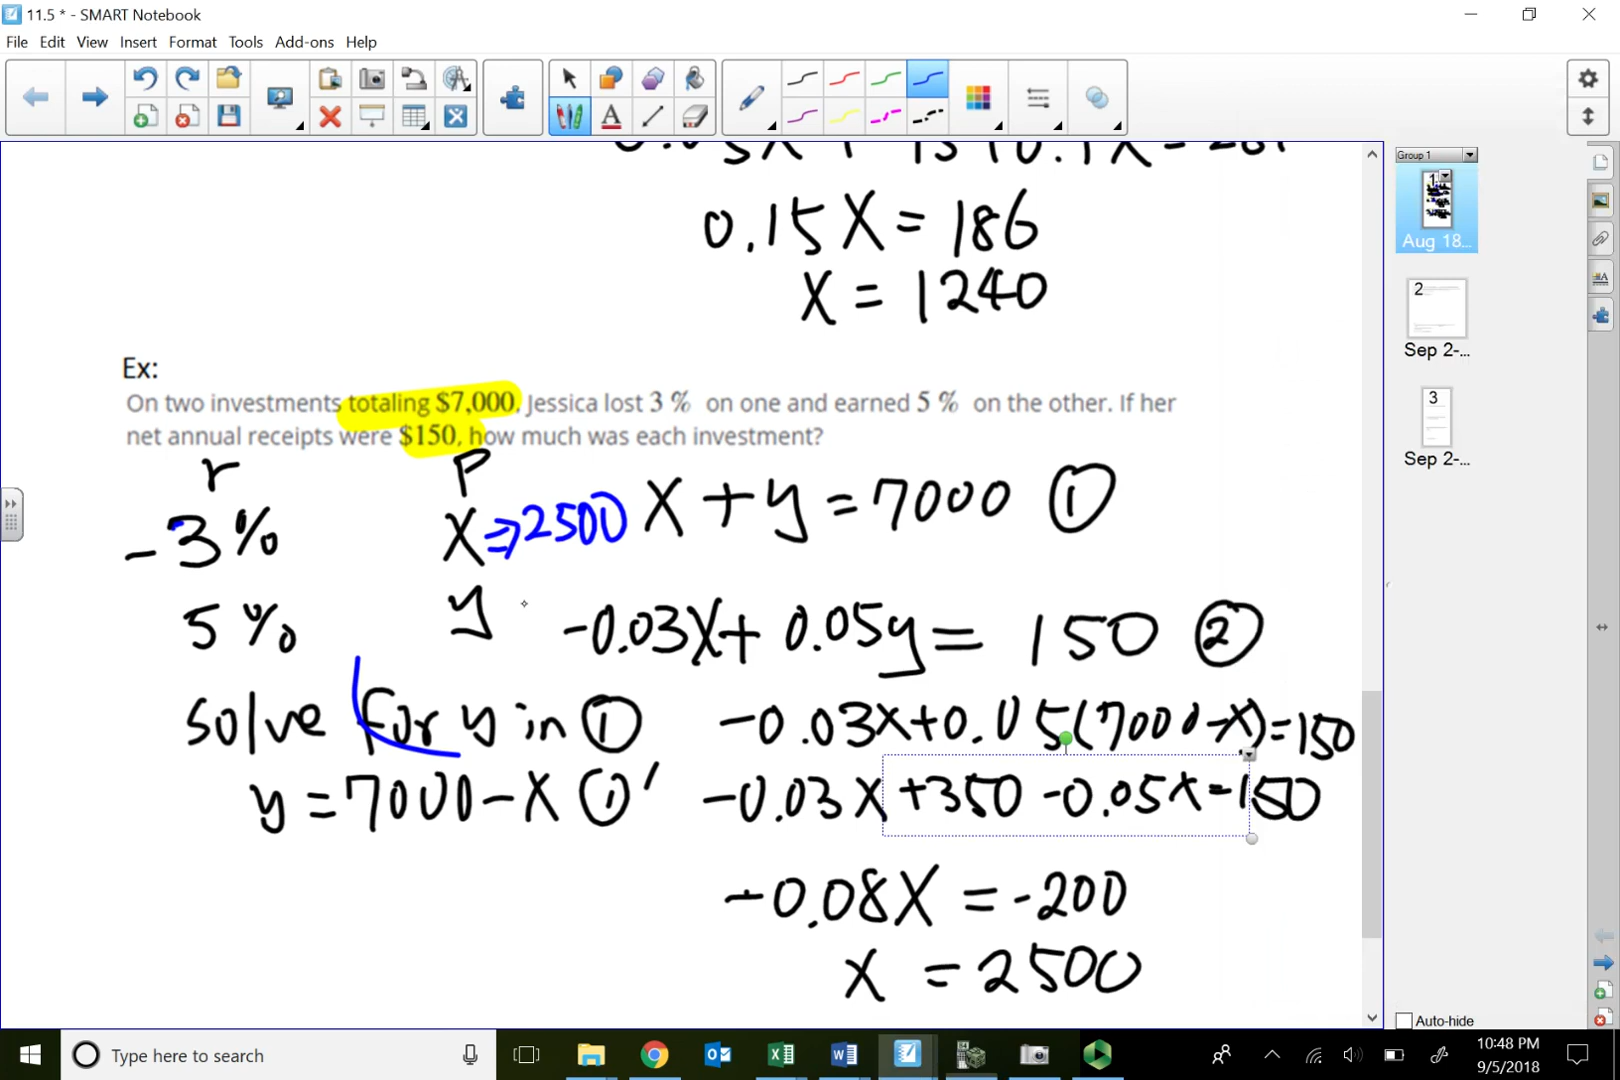 11.5 * - SMART Notebook
File Edit View Insert Format Tools Add-ons Help
0.15X = 186
X = 1240
Ex:
On two investments totaling $7,000, Jessica lost 3 % on one and earned 5 % on the other. If her
net annual receipts were $150, how much was each investment?
r P
-3% X ⇒ 2500 X + y = 7000 ①
5% y -0.03X + 0.05y = 150 ②
solve for y in ① -0.03X+0.05(7000-X)=150
y = 7000 - X ①' -0.03X +350 -0.05X = 150
-0.08X = -200
X = 2500
Group 1
1
Aug 18...
2
Sep 2-...
3
Sep 2-...
Auto-hide
Type here to search
10:48 PM
9/5/2018